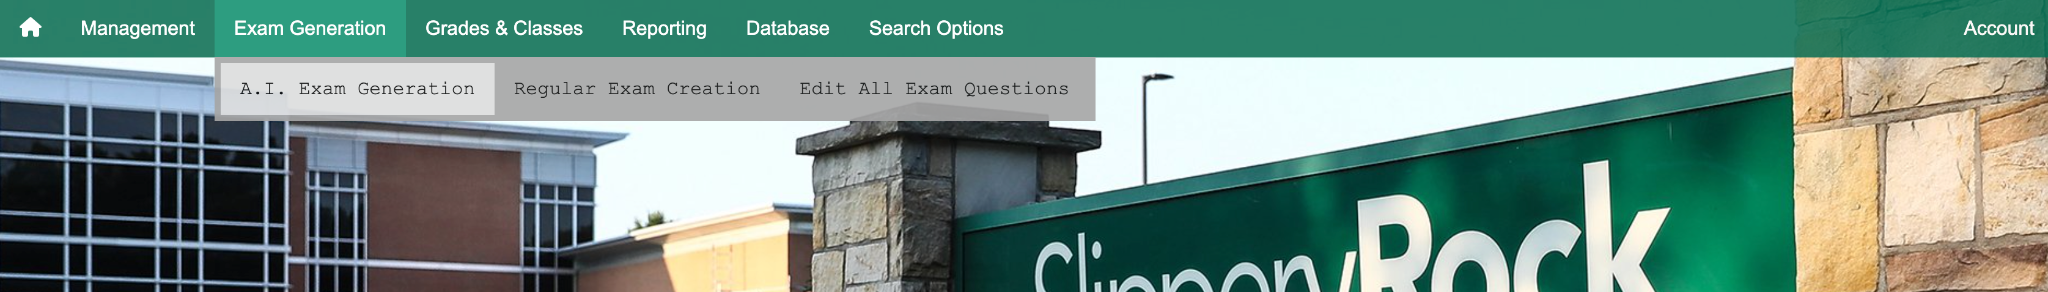 Management Exam Generation Grades & Classes Reporting Database Search Options Account
A.I. Exam Generation Regular Exam Creation Edit All Exam Questions
SlipperyRock